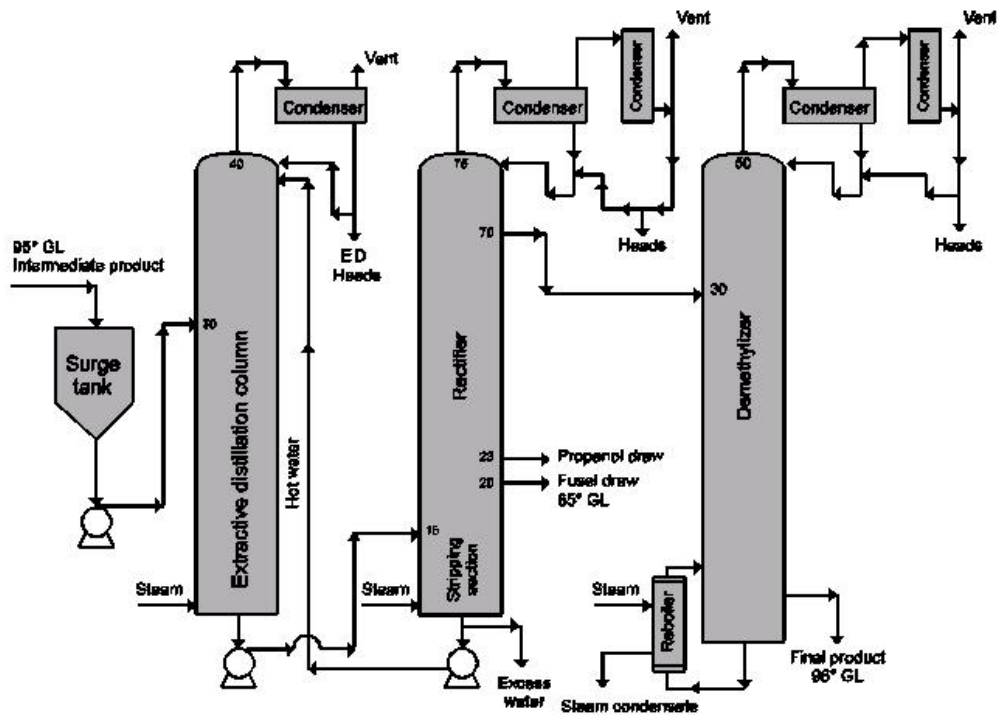 Vent
Condenser
40
ED
Heads
95° GL
Intermediate product
Surge
tank
Extractive distillation column
Steam
Hot water
Vent
Condenser
Condenser
75
70
Heads
Rectifier
23
Propanol draw
20
Fusel draw
65° GL
15
Stripping
section
Steam
Excess
water
Vent
Condenser
Condenser
50
Heads
30
Demethylizer
Steam
Reboiler
Steam condensate
Final product
96° GL